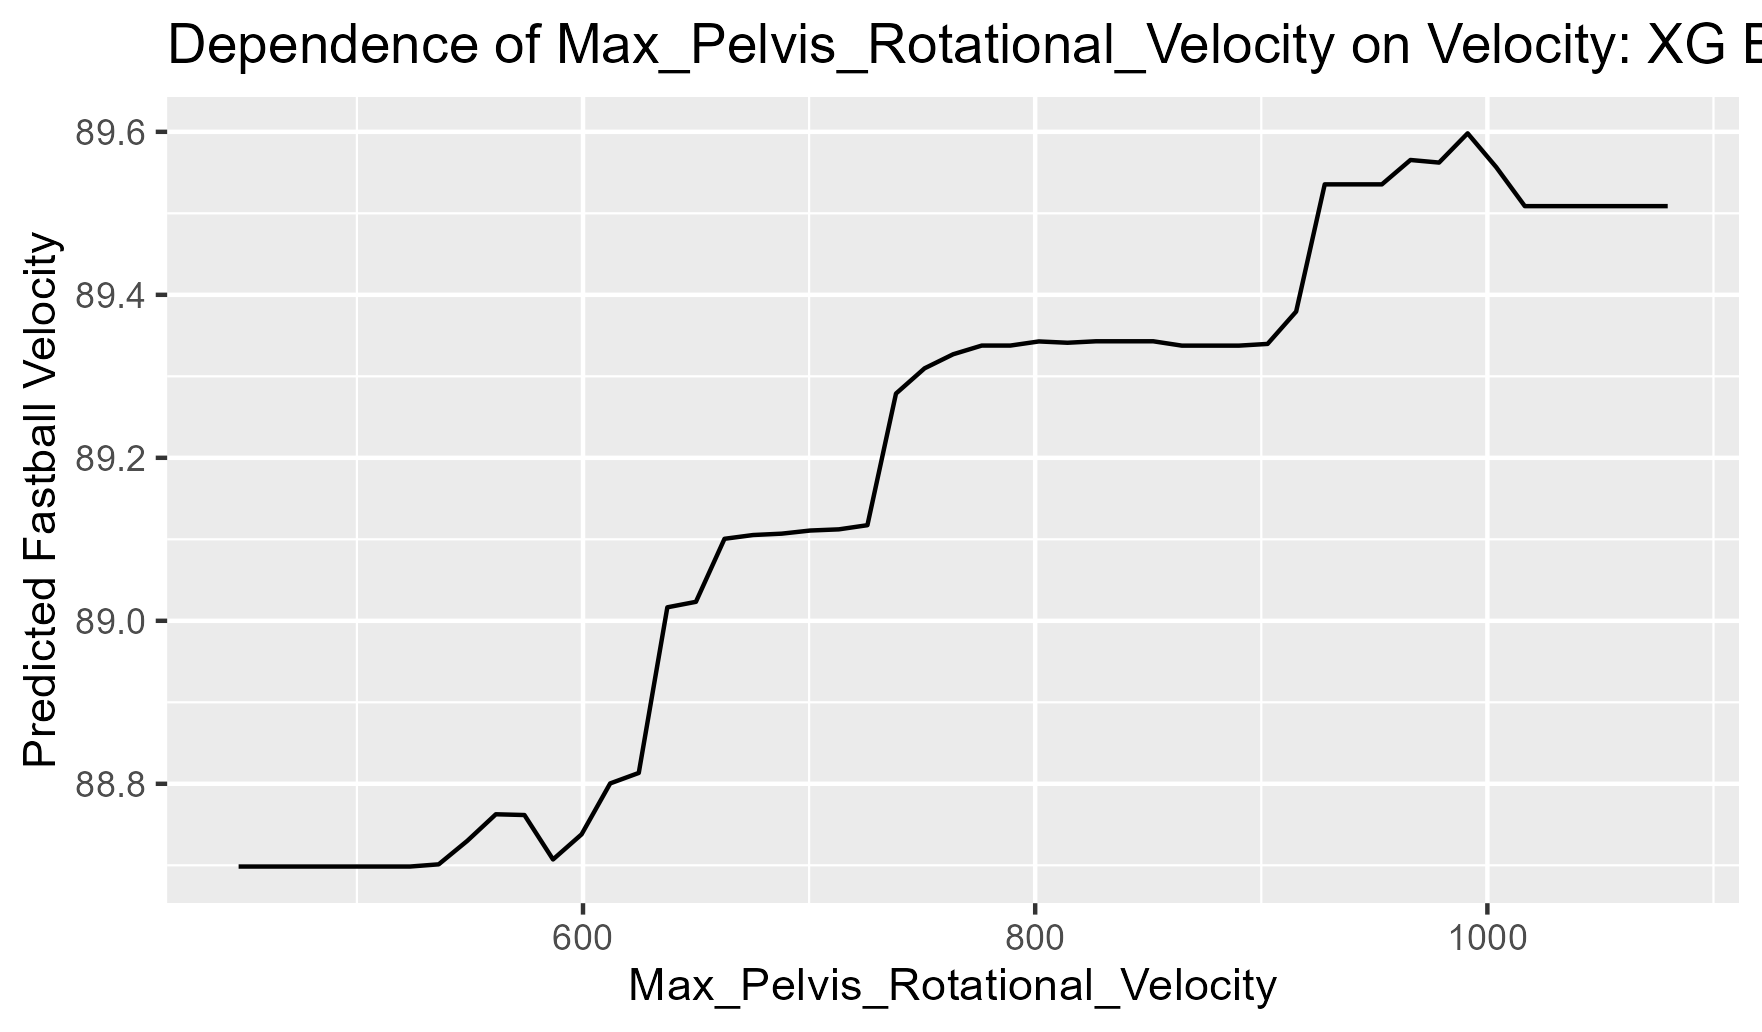 Dependence of Max_Pelvis_Rotational_Velocity on Velocity: XG
89.6
89.4
89.2
89.0
88.8
Predicted Fastball Velocity
600 800 1000
Max_Pelvis_Rotational_Velocity